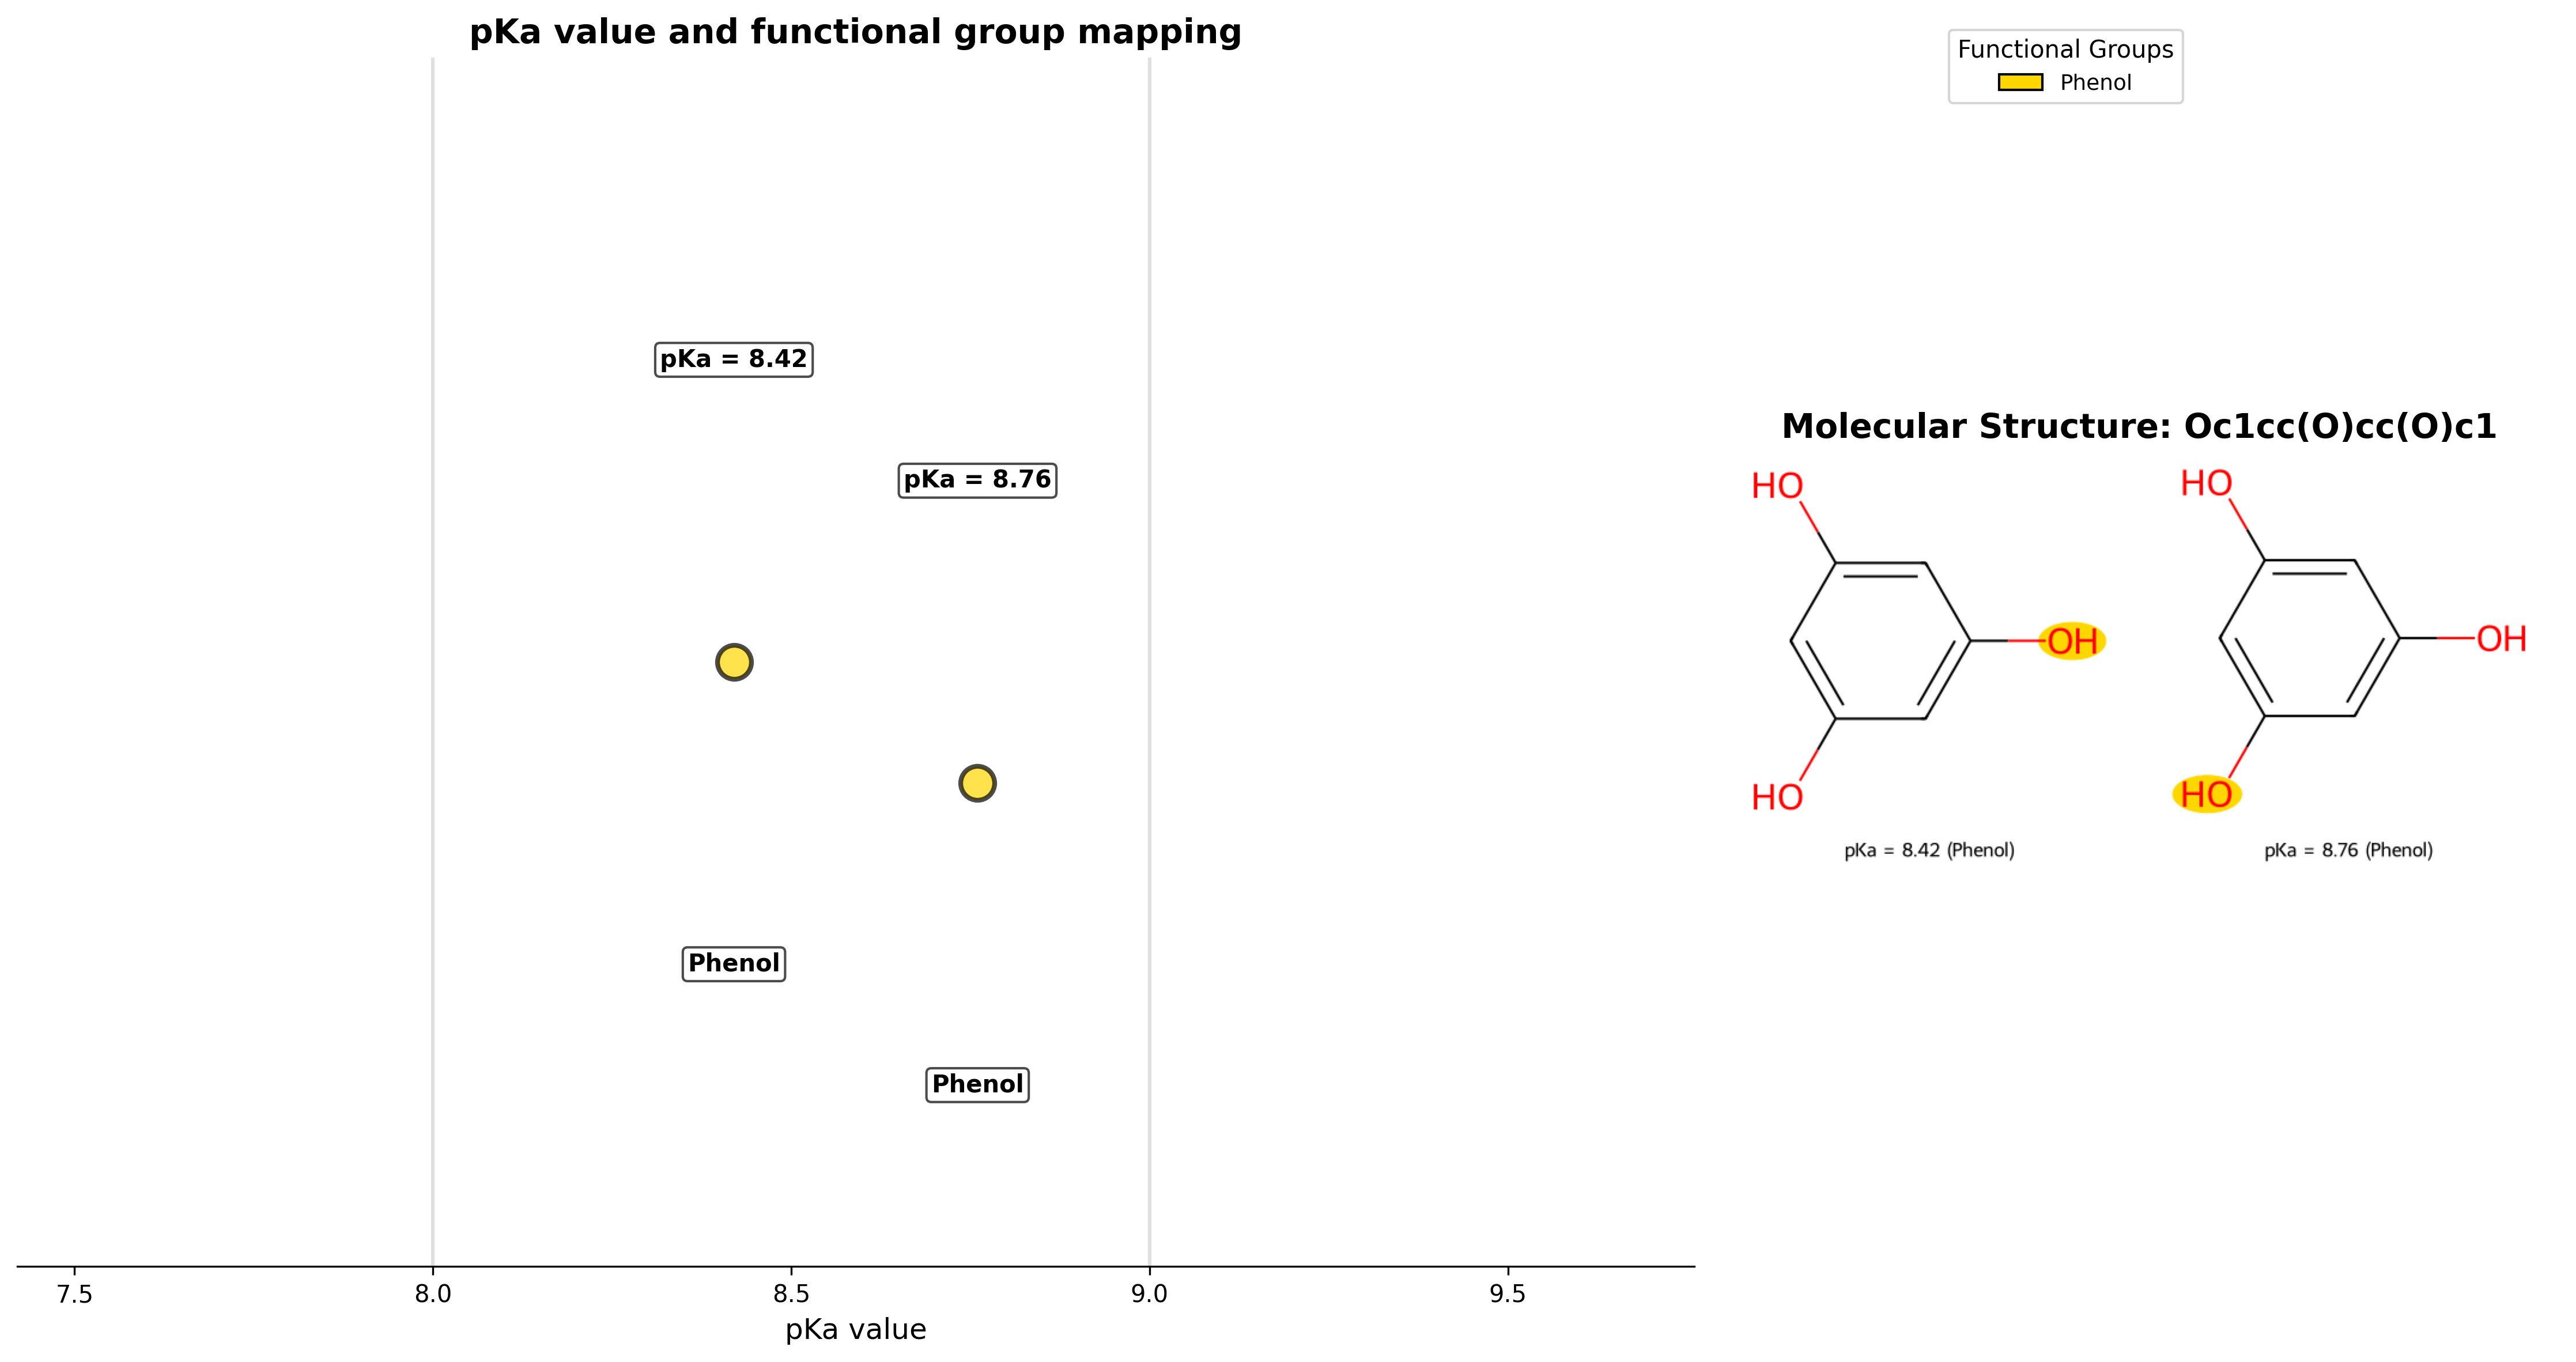 pKa value and functional group mapping
pKa = 8.42
pKa = 8.76
Phenol
Phenol
7.5
8.0
8.5
9.0
9.5
pKa value
Functional Groups
Phenol
Molecular Structure: Oc1cc(O)cc(O)c1
HO
OH
HO
pKa = 8.42 (Phenol)
HO
OH
HO
pKa = 8.76 (Phenol)